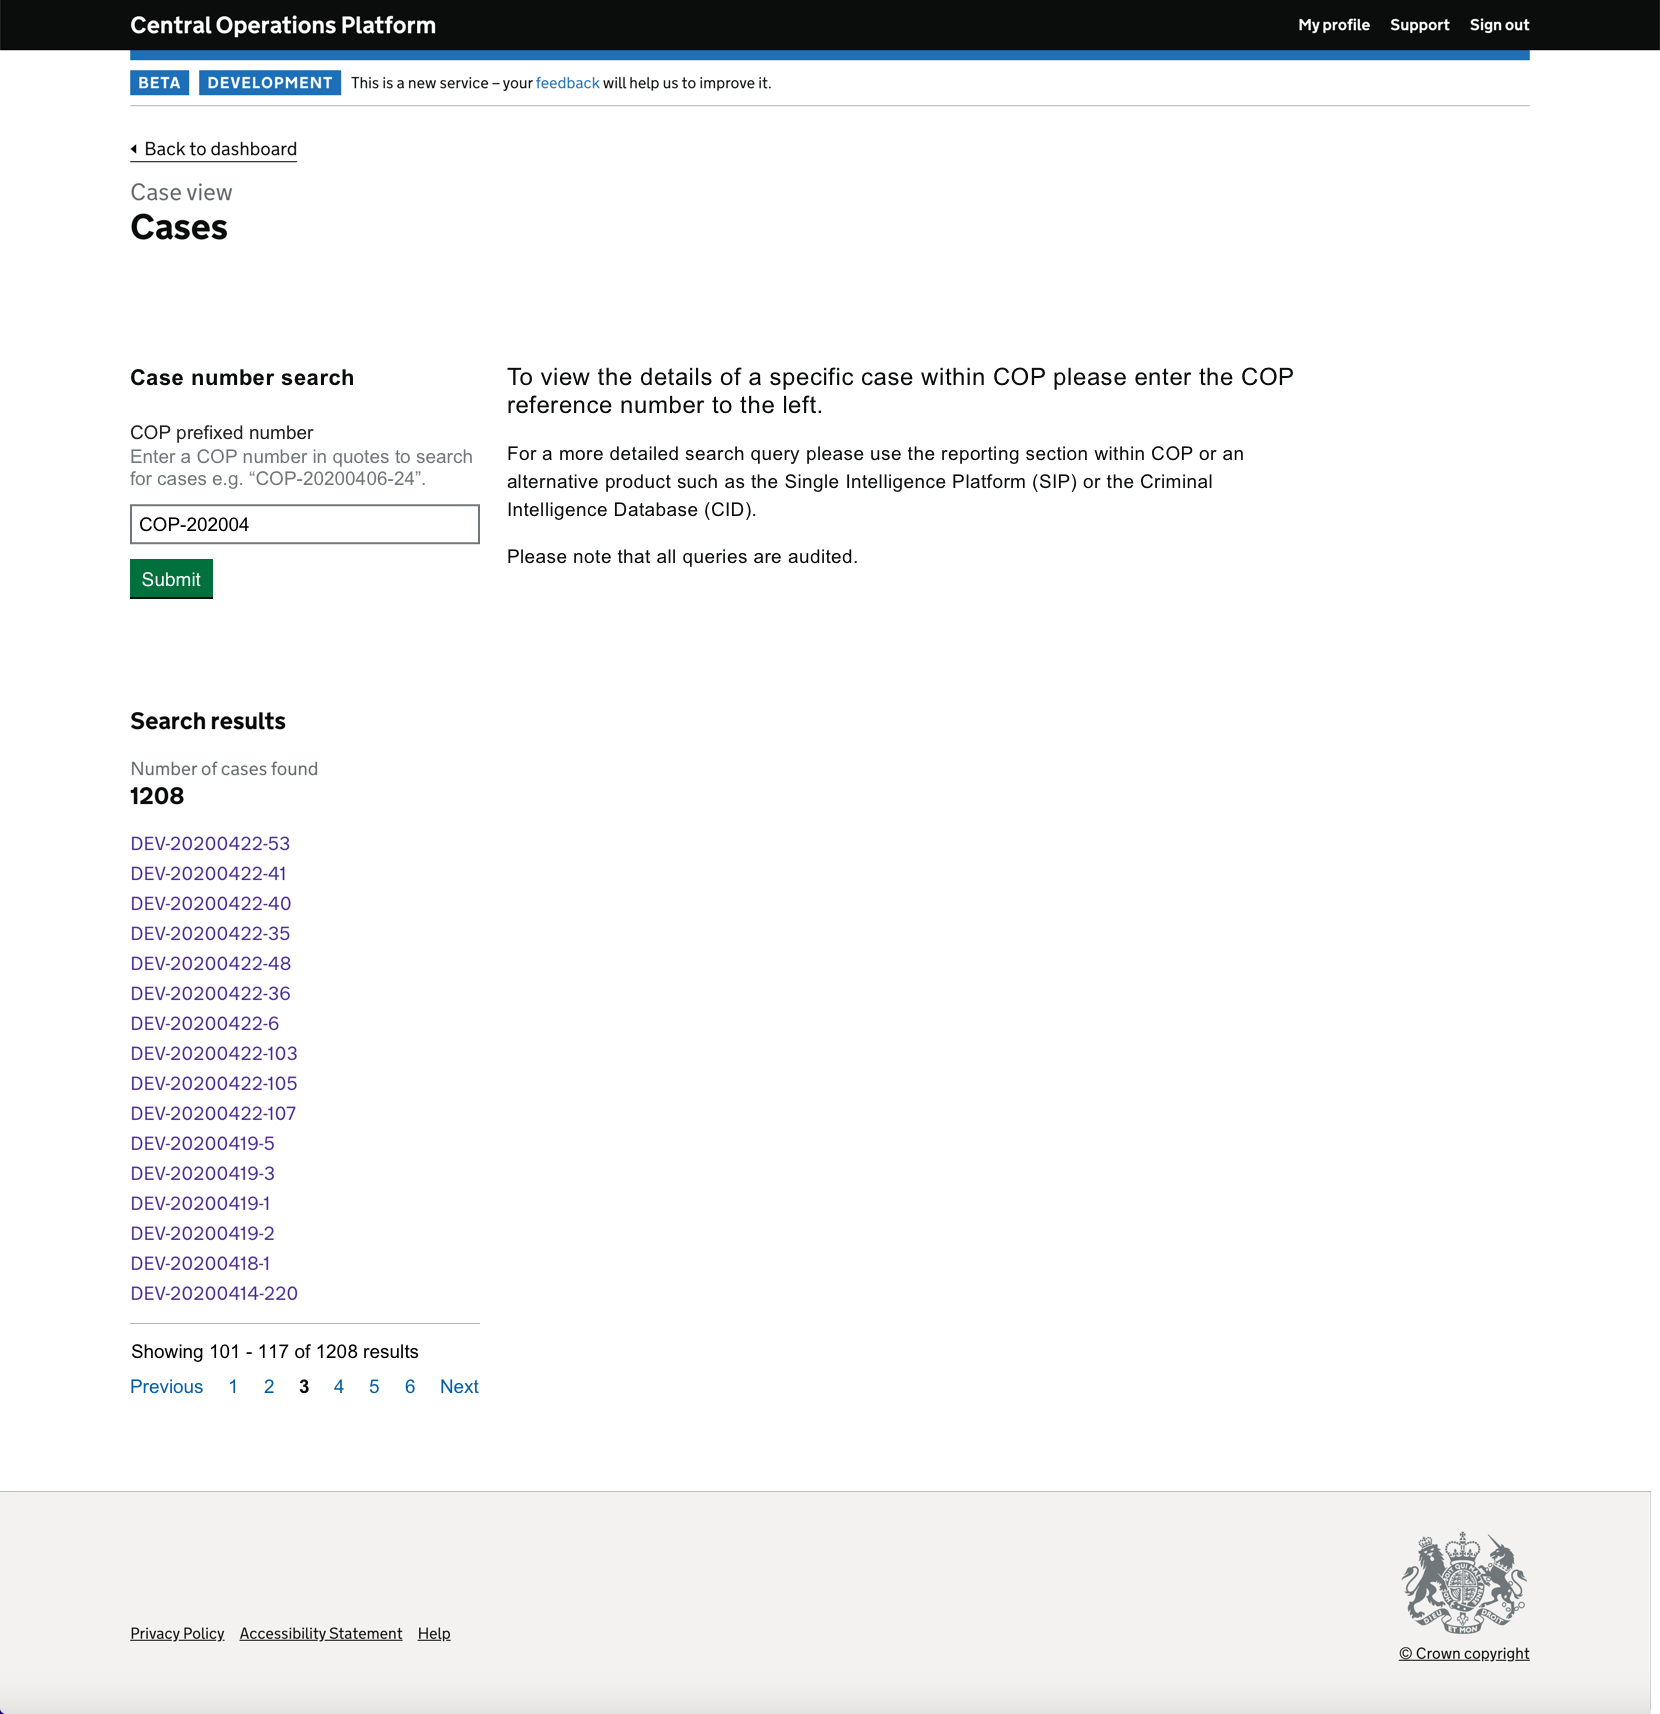 Central Operations Platform
My profile Support Sign out
BETA DEVELOPMENT This is a new service – your feedback will help us to improve it.
Back to dashboard
Case view
Cases
Case number search
COP prefixed number
Enter a COP number in quotes to search
for cases e.g. “COP-20200406-24”.
COP-202004
Submit
To view the details of a specific case within COP please enter the COP
reference number to the left.
For a more detailed search query please use the reporting section within COP or an
alternative product such as the Single Intelligence Platform (SIP) or the Criminal
Intelligence Database (CID).
Please note that all queries are audited.
Search results
Number of cases found
1208
DEV-20200422-53
DEV-20200422-41
DEV-20200422-40
DEV-20200422-35
DEV-20200422-48
DEV-20200422-36
DEV-20200422-6
DEV-20200422-103
DEV-20200422-105
DEV-20200422-107
DEV-20200419-5
DEV-20200419-3
DEV-20200419-1
DEV-20200419-2
DEV-20200418-1
DEV-20200414-220
Showing 101 - 117 of 1208 results
Previous 1 2 3 4 5 6 Next
Privacy Policy Accessibility Statement Help
DIEU ET MON DROIT
© Crown copyright